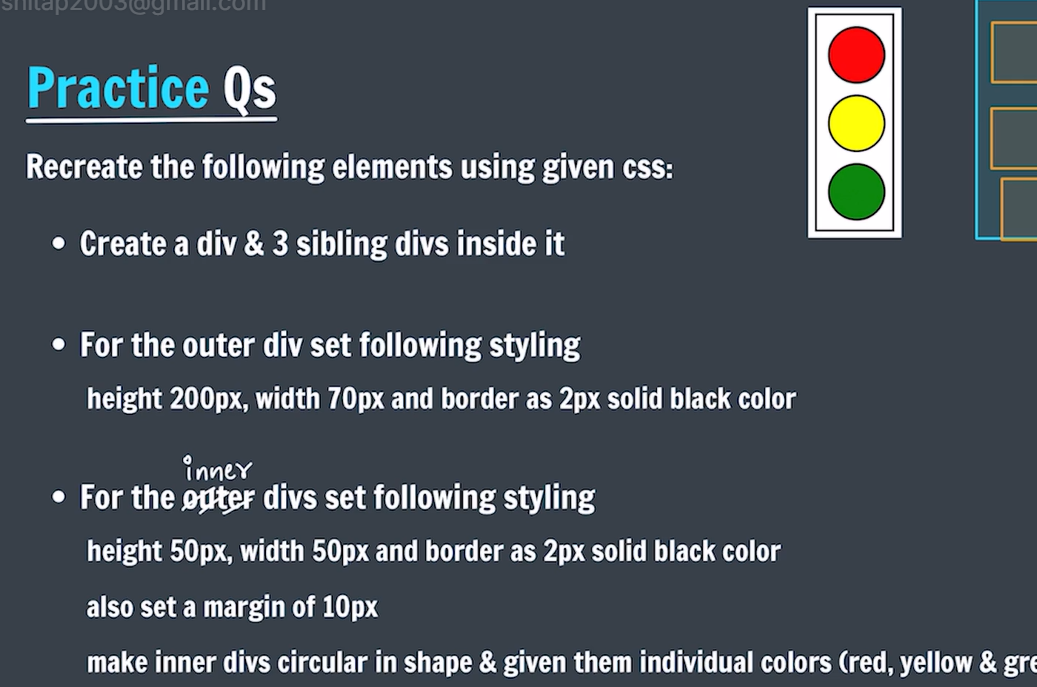 shitap2003@gmail.com
Practice Qs
Recreate the following elements using given css:
• Create a div & 3 sibling divs inside it
• For the outer div set following styling
height 200px, width 70px and border as 2px solid black color
inner
• For the outer divs set following styling
height 50px, width 50px and border as 2px solid black color
also set a margin of 10px
make inner divs circular in shape & given them individual colors (red, yellow & gre